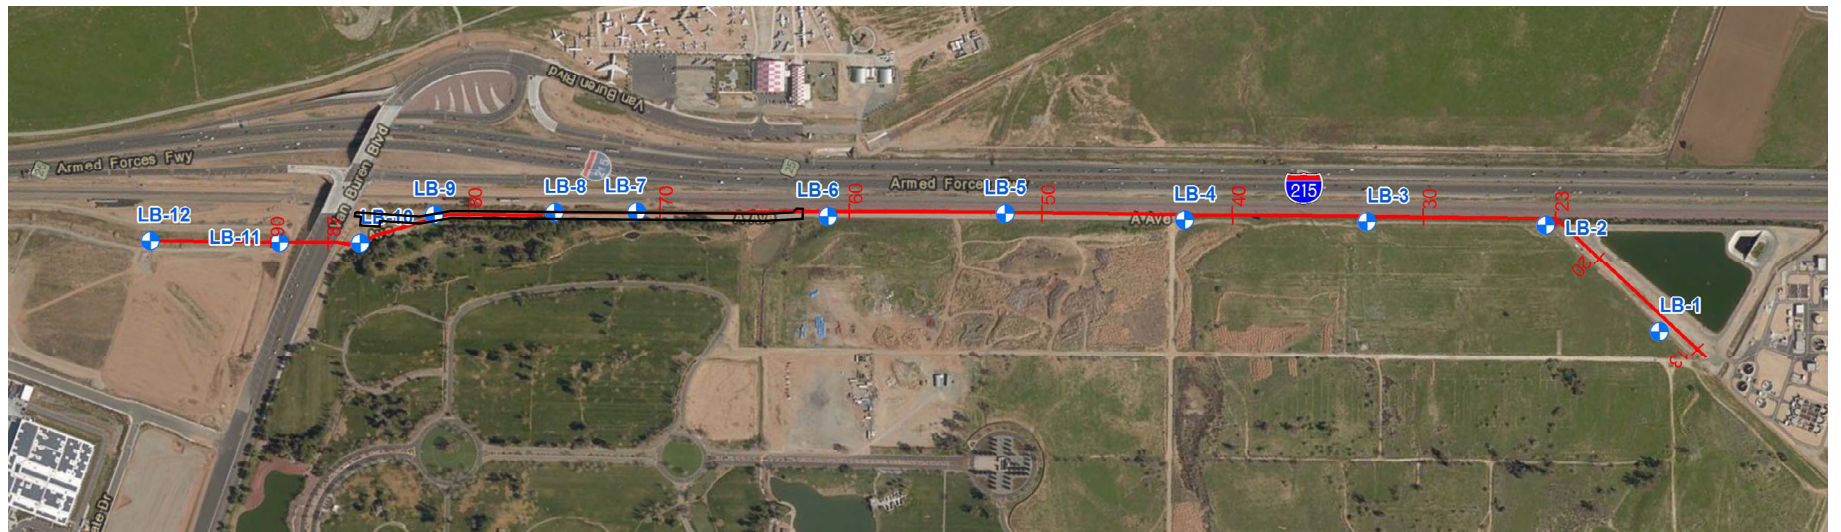 Van Buren Blvd
Armed Forces Fwy
Van Buren Blvd
Armed Forces
215
LB-12
LB-11
90
87
LB-10
LB-9
80
LB-8
LB-7
70
A Ave
LB-6
60
LB-5
50
A Ave
LB-4
40
LB-3
30
23
LB-2
20
LB-1
13